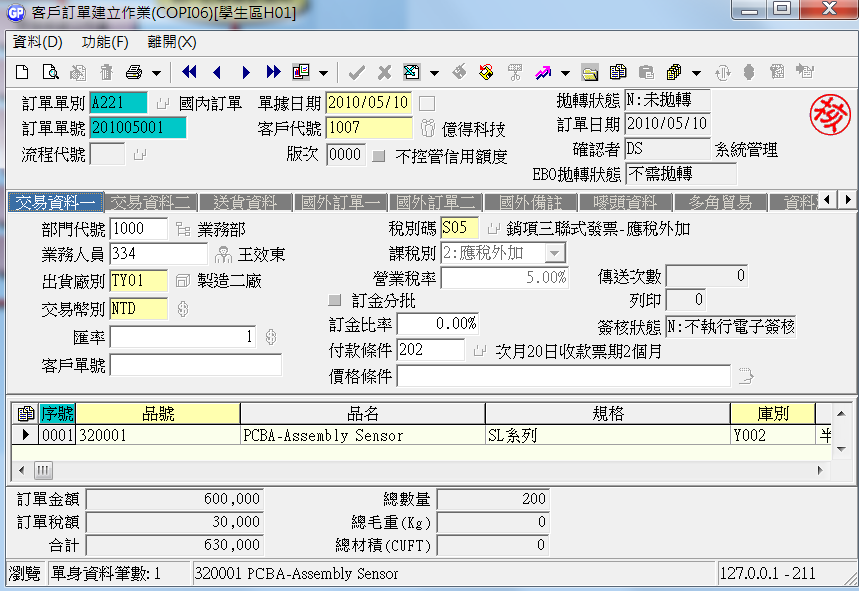 GP 客戶訂單建立作業(COPI06)[學生區H01]
資料(D) 功能(F) 離開(X)
訂單單別 A221 國內訂單 單據日期 2010/05/10 拋轉狀態 N:未拋轉
訂單單號 201005001 客戶代號 1007 億得科技 訂單日期 2010/05/10
流程代號 版次 0000 不控管信用額度 確認者 DS 系統管理
EBO拋轉狀態 不需拋轉
交易資料一 交易資料二 送貨資料 國外訂單一 國外訂單二 國外備註 嘜頭資料 多角貿易 資料
部門代號 1000 業務部 稅別碼 S05 銷項三聯式發票-應稅外加
業務人員 334 王效東 課稅別 2:應稅外加
出貨廠別 TY01 製造二廠 營業稅率 5.00% 傳送次數 0
交易幣別 NTD 訂金分批 列印 0
匯率 1 訂金比率 0.00% 簽核狀態 N:不執行電子簽核
客戶單號 付款條件 202 次月20日收款票期2個月
價格條件
序號 品號 品名 規格 庫別
0001 320001 PCBA-Assembly Sensor SL系列 Y002 半
訂單金額 600,000 總數量 200
訂單稅額 30,000 總毛重(Kg) 0
合計 630,000 總材積(CUFT) 0
瀏覽 單身資料筆數: 1 320001 PCBA-Assembly Sensor 127.0.0.1 - 211